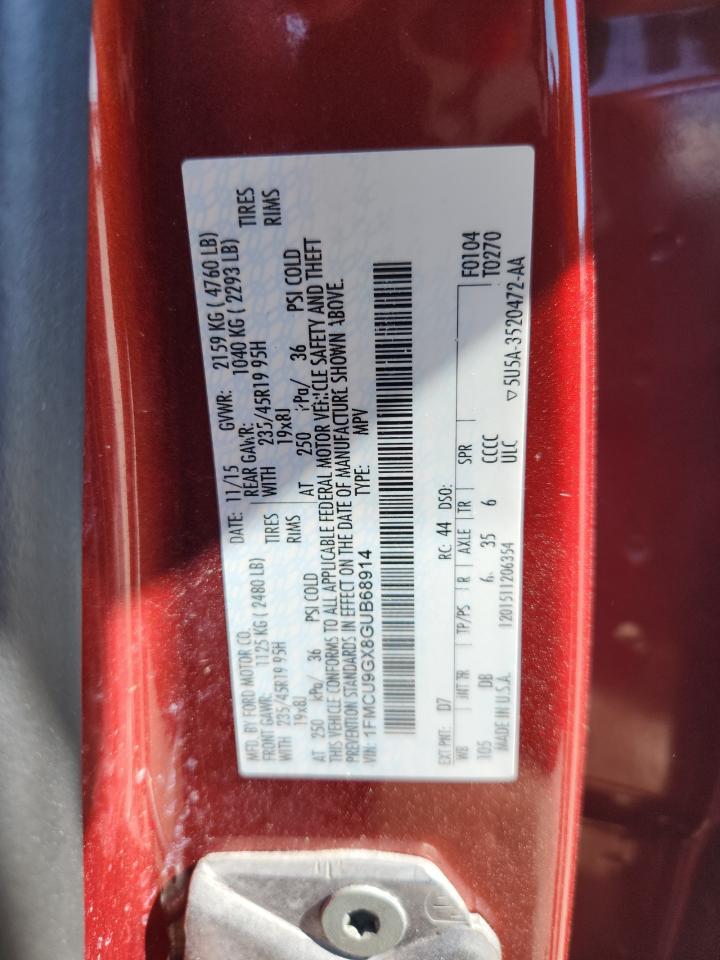 MFD. BY FORD MOTOR CO. DATE: 11/15 GVWR: 2159 KG ( 4760 LB)
FRONT GAWR: 1125 KG ( 2480 LB) REAR GAWR: 1040 KG ( 2293 LB)
WITH 235/45R19 95H TIRES WITH 235/45R19 95H TIRES
19x8J RIMS 19x8J RIMS
AT 250 kPa/ 36 PSI COLD AT 250 kPa/ 36 PSI COLD
THIS VEHICLE CONFORMS TO ALL APPLICABLE FEDERAL MOTOR VEHICLE SAFETY AND THEFT
PREVENTION STANDARDS IN EFFECT ON THE DATE OF MANUFACTURE SHOWN ABOVE.
VIN: 1FMCU9GX8GUB68914 TYPE: MPV
EXT PNT: D7 RC: 44 DSO: F0104
WB INT TR TP/PS R AXLE TR SPR T0270
105 DB 6 35 6 CCCC
MADE IN U.S.A. 1201511206354 ULC ▽5U5A-3520472-AA